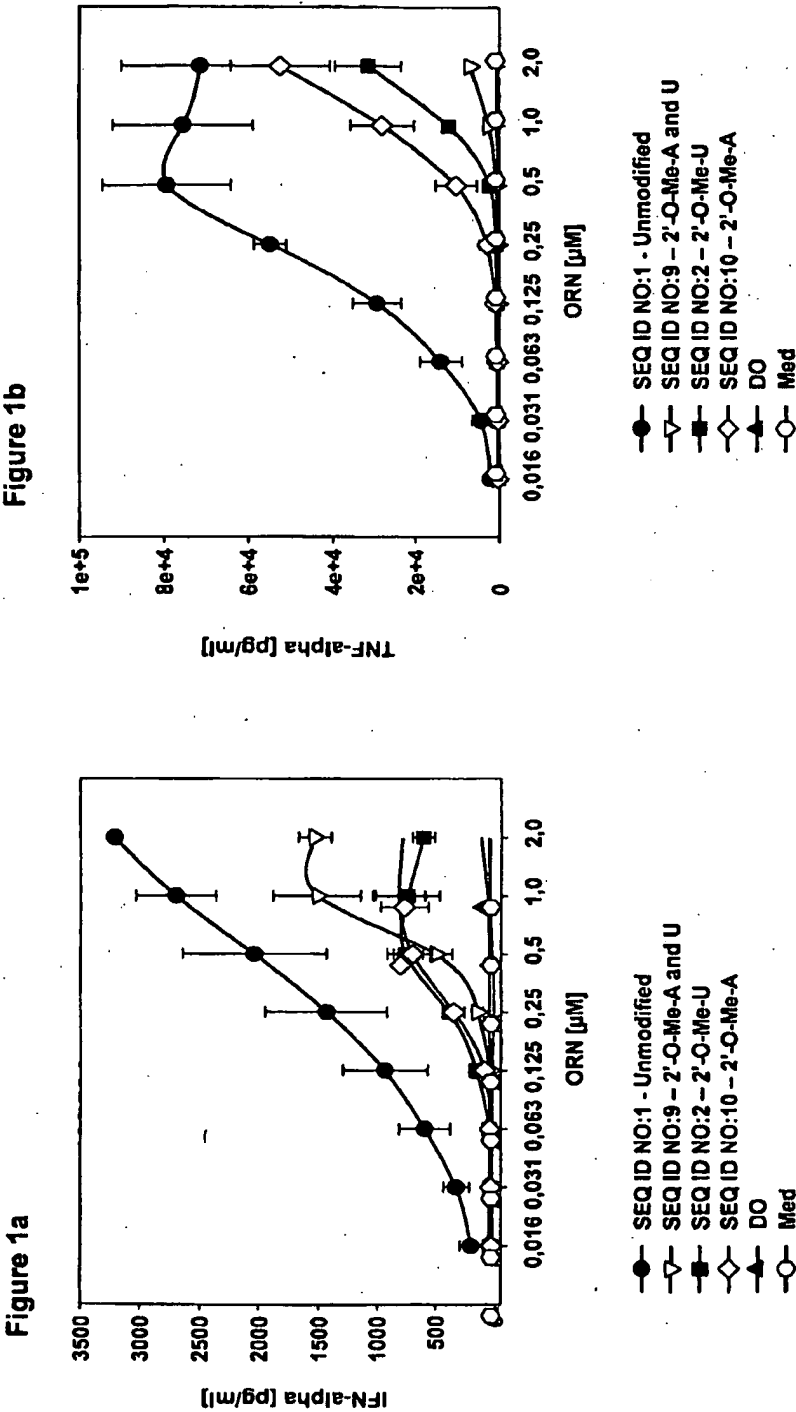 Figure 1a
IFN-alpha [pg/ml]
3500
3000
2500
2000
1500
1000
500
0
0,016 0,031 0,063 0,125 0,25 0,5 1,0 2,0
ORN [µM]
SEQ ID NO:1 - Unmodified
SEQ ID NO:9 – 2'-O-Me-A and U
SEQ ID NO:2 – 2'-O-Me-U
SEQ ID NO:10 – 2'-O-Me-A
DO
Med
Figure 1b
TNF-alpha [pg/ml]
1e+5
8e+4
6e+4
4e+4
2e+4
0
0,016 0,031 0,063 0,125 0,25 0,5 1,0 2,0
ORN [µM]
SEQ ID NO:1 - Unmodified
SEQ ID NO:9 – 2'-O-Me-A and U
SEQ ID NO:2 – 2'-O-Me-U
SEQ ID NO:10 – 2'-O-Me-A
DO
Med